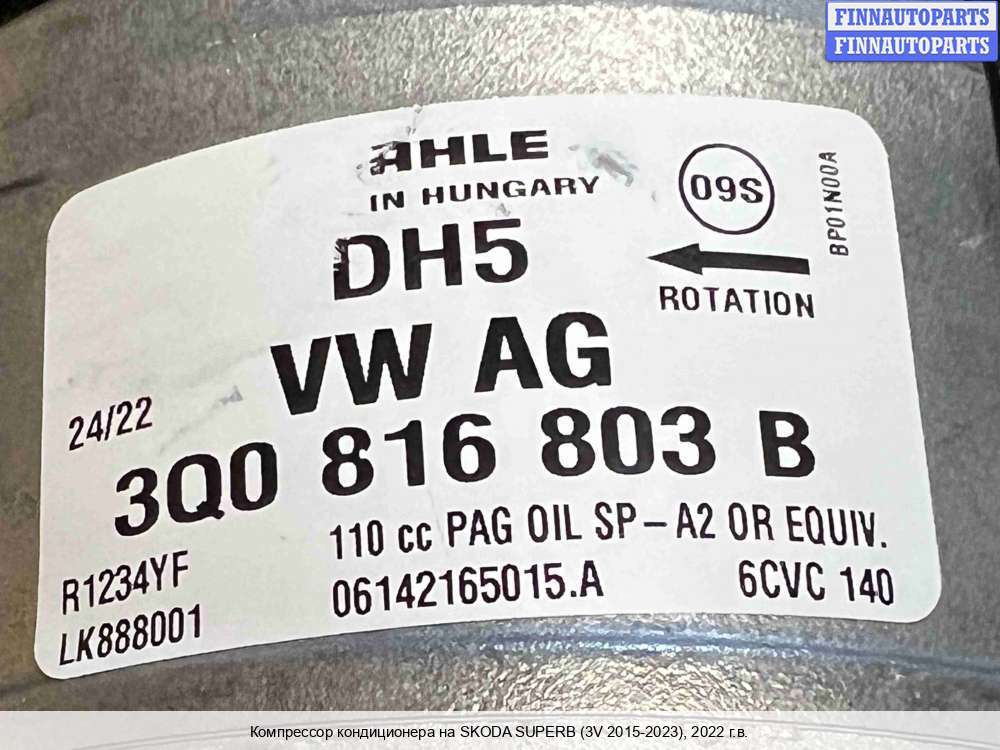 FINNAUTOPARTS
FINNAUTOPARTS
AHLE
IN HUNGARY
09S
BP01N00A
DH5
ROTATION
VW AG
24/22
3Q0 816 803 B
110 cc PAG OIL SP-A2 OR EQUIV.
R1234YF
06142165015.A
6CVC 140
LK888001
Компрессор кондиционера на SKODA SUPERB (3V 2015-2023), 2022 г.в.